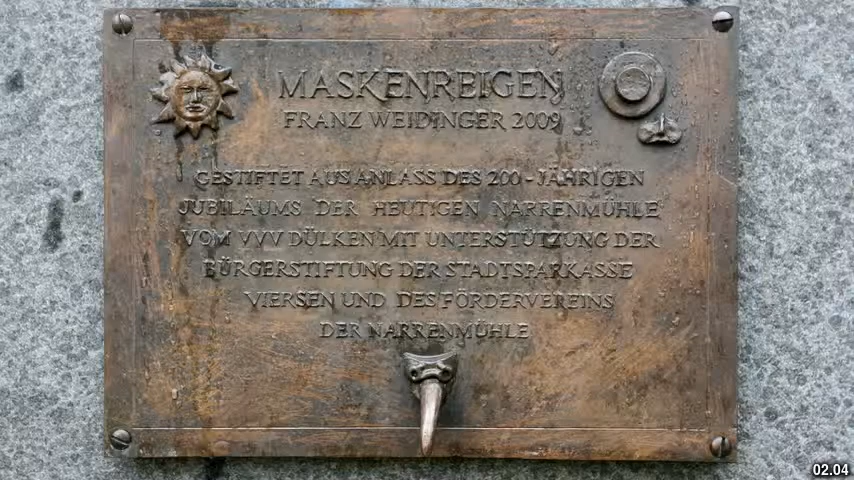 MASKENREIGEN
FRANZ WEIDINGER 2009
GESTIFTET AUS ANLASS DES 200-JÄHRIGEN
JUBILÄUMS DER HEUTIGEN NARRENMÜHLE
VOM VVV DÜLKEN MIT UNTERSTÜTZUNG DER
BÜRGERSTIFTUNG DER STADTSPARKASSE
VIERSEN UND DES FÖRDERVEREINS
DER NARRENMÜHLE
02.04